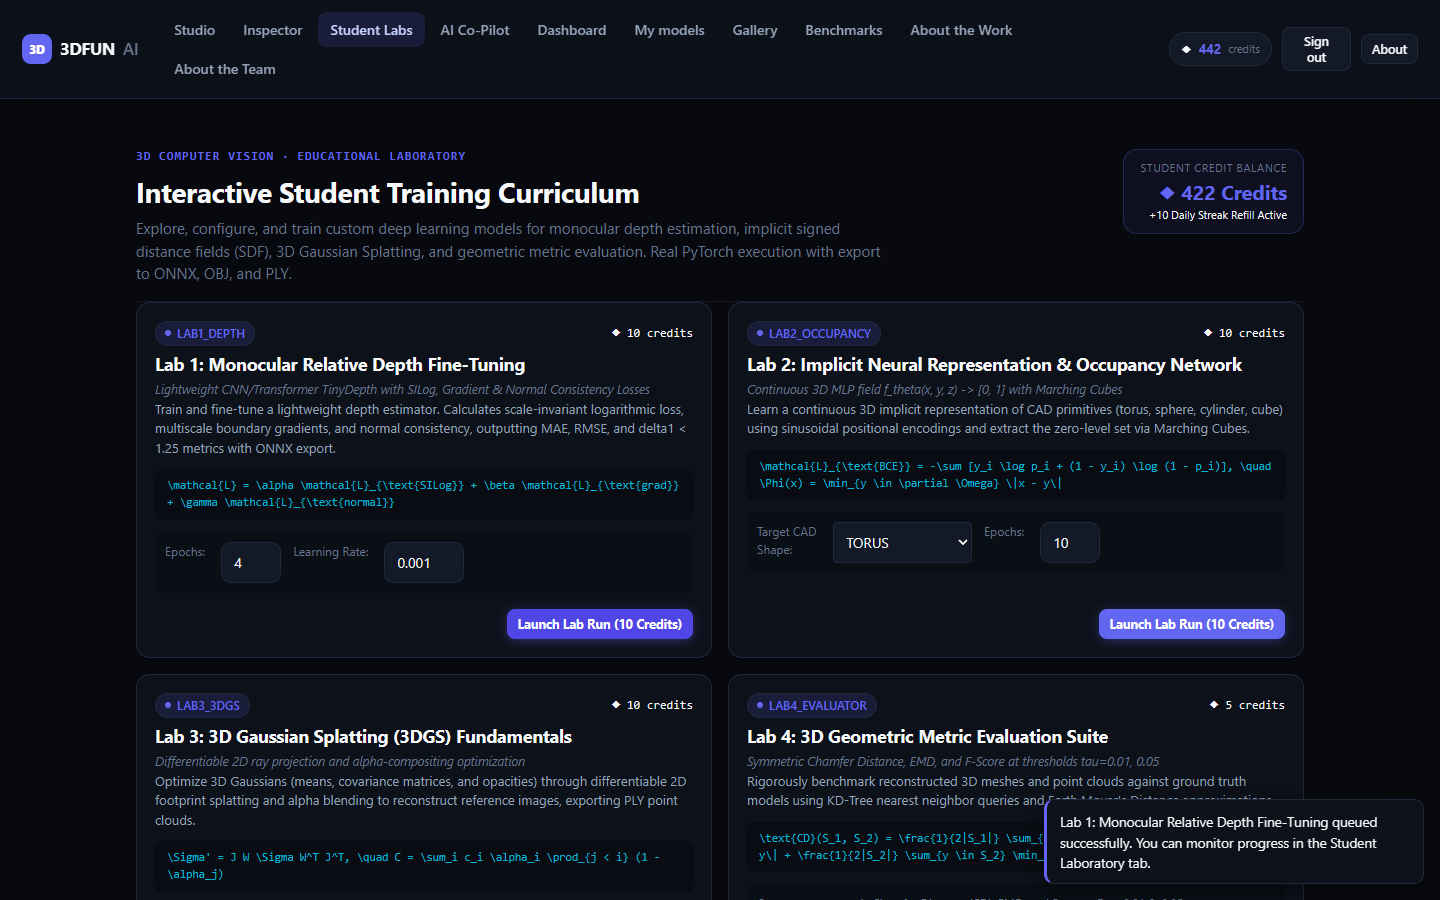 3D 3DFUN AI
Studio Inspector Student Labs AI Co-Pilot Dashboard My models Gallery Benchmarks About the Work
About the Team
442 credits
Sign out
About
3D COMPUTER VISION · EDUCATIONAL LABORATORY
Interactive Student Training Curriculum
Explore, configure, and train custom deep learning models for monocular depth estimation, implicit signed
distance fields (SDF), 3D Gaussian Splatting, and geometric metric evaluation. Real PyTorch execution with export
to ONNX, OBJ, and PLY.
STUDENT CREDIT BALANCE
◆ 422 Credits
+10 Daily Streak Refill Active
LAB1_DEPTH
◆ 10 credits
Lab 1: Monocular Relative Depth Fine-Tuning
Lightweight CNN/Transformer TinyDepth with SILog, Gradient & Normal Consistency Losses
Train and fine-tune a lightweight depth estimator. Calculates scale-invariant logarithmic loss,
multiscale boundary gradients, and normal consistency, outputting MAE, RMSE, and delta1 <
1.25 metrics with ONNX export.
\mathcal{L} = \alpha \mathcal{L}_{\text{SILog}} + \beta \mathcal{L}_{\text{grad}}
+ \gamma \mathcal{L}_{\text{normal}}
Epochs: 4 Learning Rate: 0.001
Launch Lab Run (10 Credits)
LAB2_OCCUPANCY
◆ 10 credits
Lab 2: Implicit Neural Representation & Occupancy Network
Continuous 3D MLP field f_theta(x, y, z) -> [0, 1] with Marching Cubes
Learn a continuous 3D implicit representation of CAD primitives (torus, sphere, cylinder, cube)
using sinusoidal positional encodings and extract the zero-level set via Marching Cubes.
\mathcal{L}_{\text{BCE}} = -\sum [y_i \log p_i + (1 - y_i) \log (1 - p_i)], \quad
\Phi(x) = \min_{y \in \partial \Omega} \|x - y\|
Target CAD
Shape:
TORUS
Epochs: 10
Launch Lab Run (10 Credits)
LAB3_3DGS
◆ 10 credits
Lab 3: 3D Gaussian Splatting (3DGS) Fundamentals
Differentiable 2D ray projection and alpha-compositing optimization
Optimize 3D Gaussians (means, covariance matrices, and opacities) through differentiable 2D
footprint splatting and alpha blending to reconstruct reference images, exporting PLY point
clouds.
\Sigma' = J W \Sigma W^T J^T, \quad C = \sum_i c_i \alpha_i \prod_{j < i} (1 -
\alpha_j)
LAB4_EVALUATOR
◆ 5 credits
Lab 4: 3D Geometric Metric Evaluation Suite
Symmetric Chamfer Distance, EMD, and F-Score at thresholds tau=0.01, 0.05
Rigorously benchmark reconstructed 3D meshes and point clouds against ground truth
models using KD-Tree nearest neighbor queries and
\text{CD}(S_1, S_2) = \frac{1}{2|S_1|} \sum_{
y\| + \frac{1}{2|S_2|} \sum_{y \in S_2} \min_
Lab 1: Monocular Relative Depth Fine-Tuning queued
successfully. You can monitor progress in the Student
Laboratory tab.